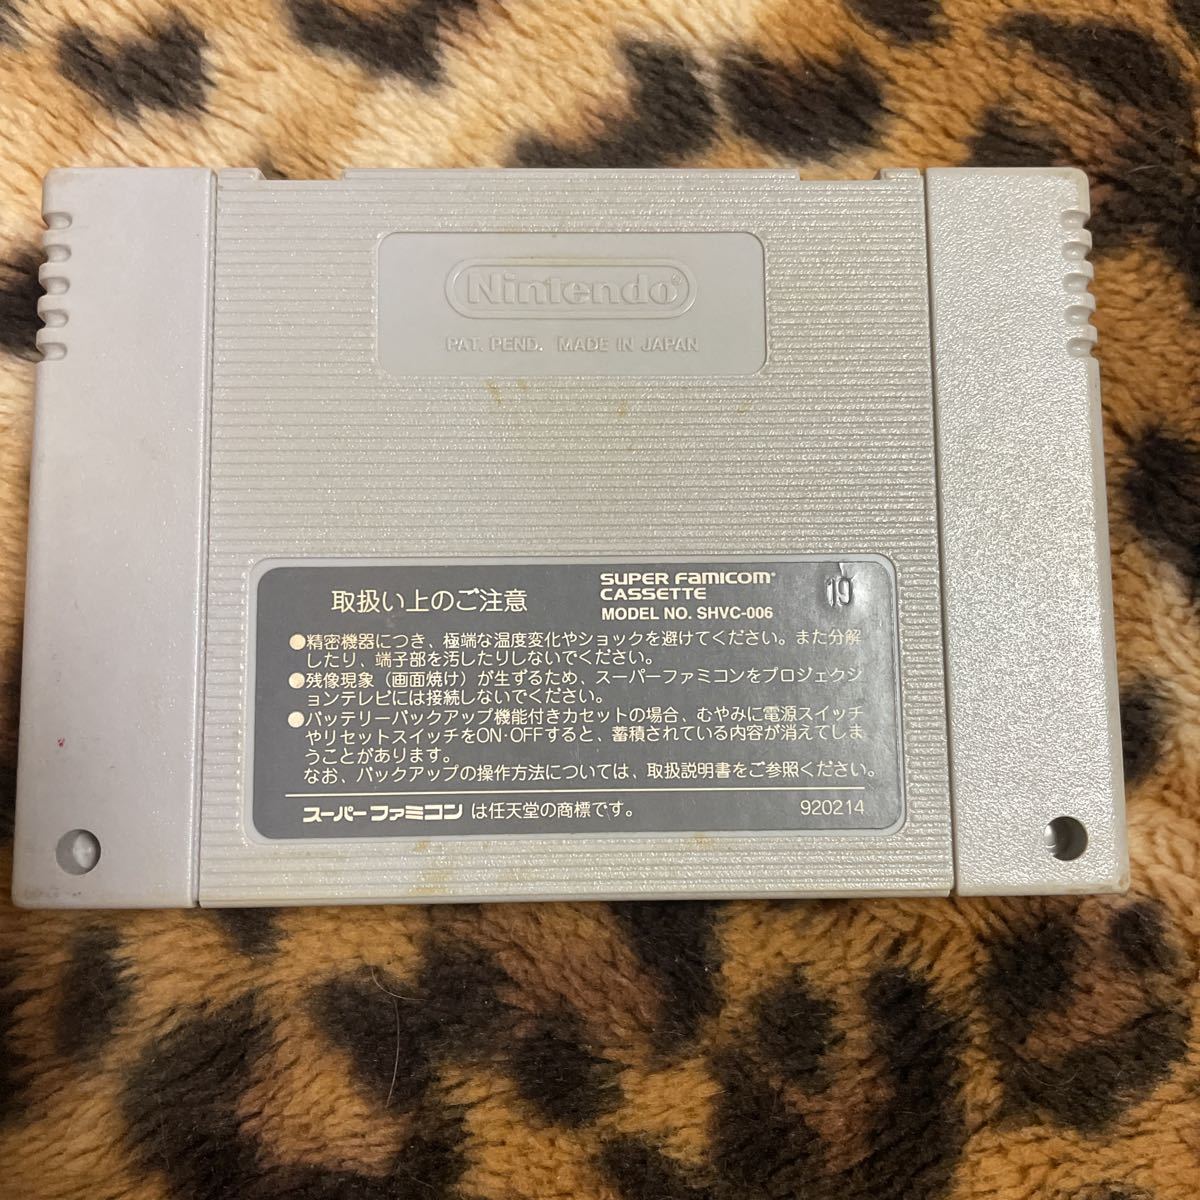 Nintendo®
PAT. PEND. MADE IN JAPAN
取扱い上のご注意
SUPER FAMICOM®
CASSETTE
MODEL NO. SHVC-006
19
●精密機器につき、極端な温度変化やショックを避けてください。また分解
したり、端子部を汚したりしないでください。
●残像現象（画面焼け）が生ずるため、スーパーファミコンをプロジェクシ
ョンテレビには接続しないでください。
●バッテリーバックアップ機能付きカセットの場合、むやみに電源スイッチ
やリセットスイッチをON·OFFすると、蓄積されている内容が消えてしま
うことがあります。
なお、バックアップの操作方法については、取扱説明書をご参照ください。
スーパーファミコン は任天堂の商標です。
920214